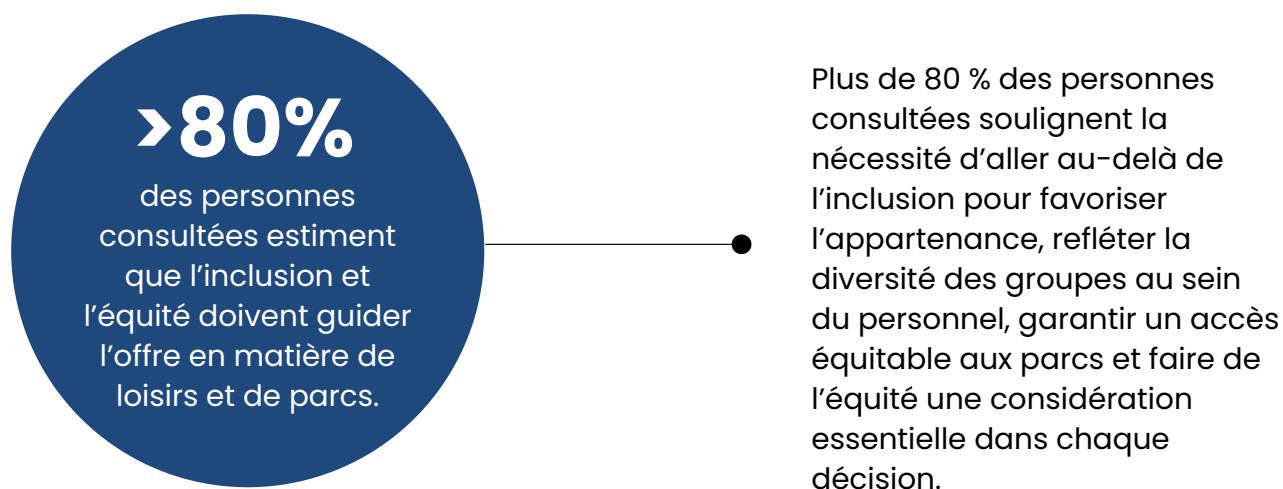 >80%
des personnes
consultées estiment
que l’inclusion et
l’équité doivent guider
l’offre en matière de
loisirs et de parcs.
Plus de 80 % des personnes
consultées soulignent la
nécessité d’aller au-delà de
l’inclusion pour favoriser
l’appartenance, refléter la
diversité des groupes au sein
du personnel, garantir un accès
équitable aux parcs et faire de
l’équité une considération
essentielle dans chaque
décision.